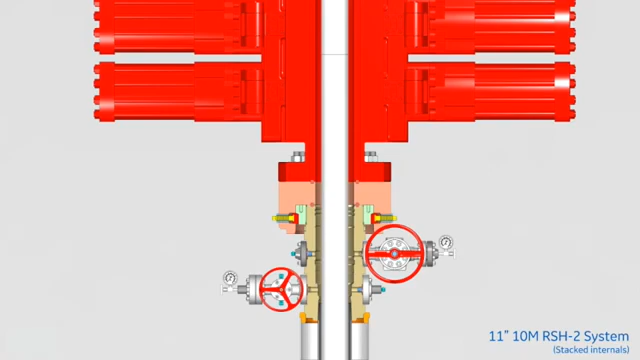 11” 10M RSH-2 System
(Stacked internals)